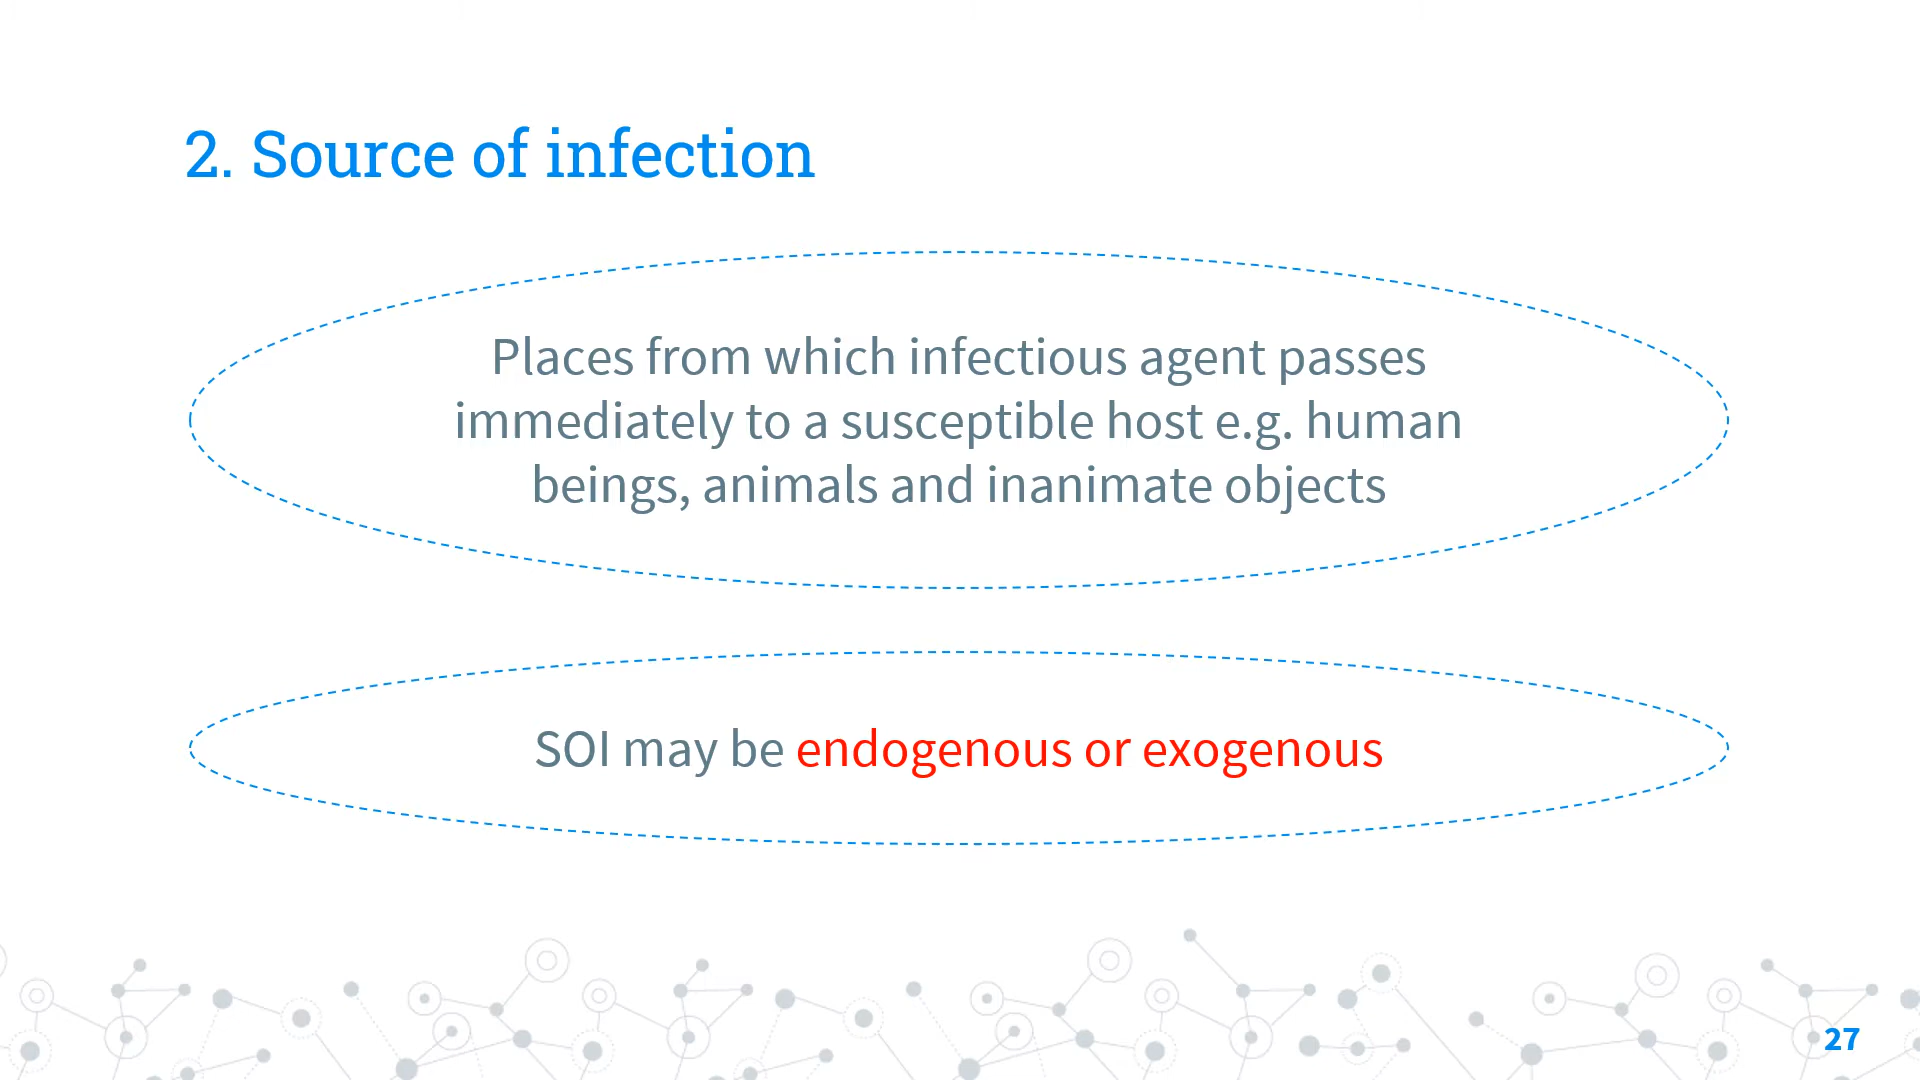 2. Source of infection
Places from which infectious agent passes
immediately to a susceptible host e.g. human
beings, animals and inanimate objects
SOI may be endogenous or exogenous
27